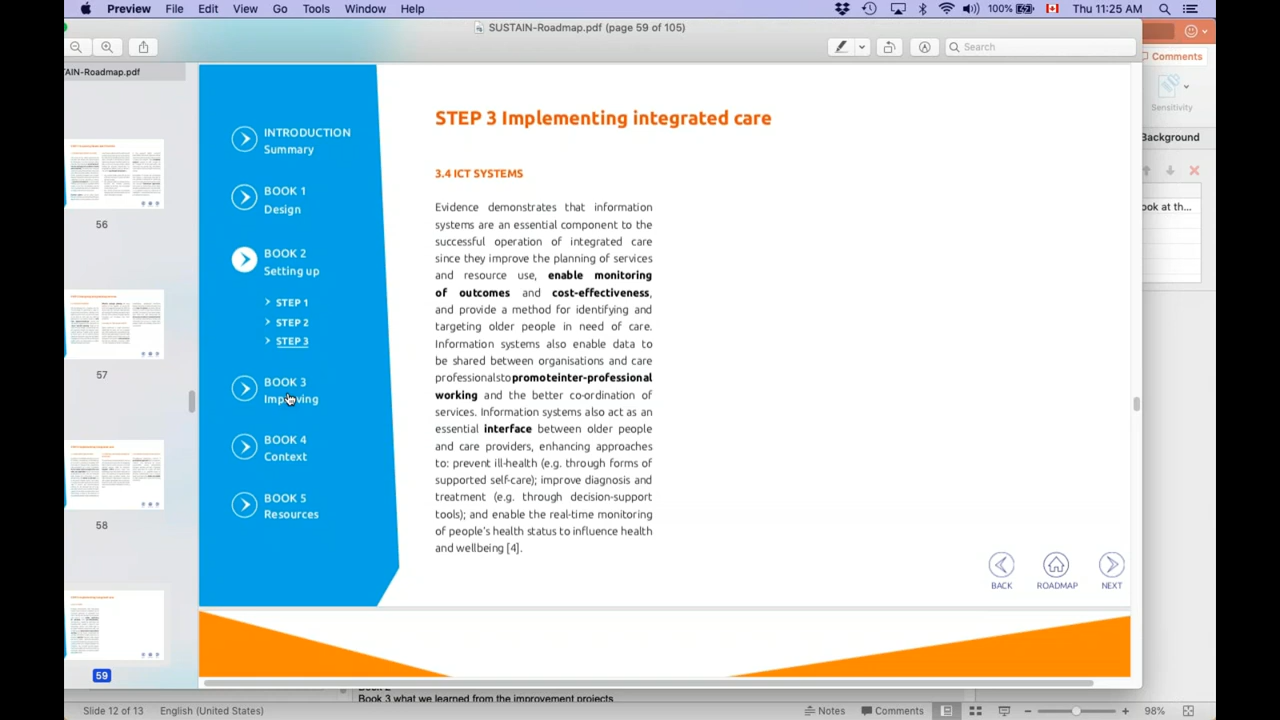 Preview File Edit View Go Tools Window Help 100% Thu 11:25 AM
SUSTAIN-Roadmap.pdf (page 59 of 105)
Search
Comments
AIN-Roadmap.pdf
Sensitivity
Background
ook at th...
56
57
58
59
INTRODUCTION
Summary
BOOK 1
Design
BOOK 2
Setting up
STEP 1
STEP 2
STEP 3
BOOK 3
Improving
BOOK 4
Context
BOOK 5
Resources
STEP 3 Implementing integrated care
3.4 ICT SYSTEMS
Evidence demonstrates that information
systems are an essential component to the
successful operation of integrated care
since they improve the planning of services
and resource use, enable monitoring
of outcomes and cost-effectiveness,
and provide a method for identifying and
targeting older people in need of care.
Information systems also enable data to
be shared between organisations and care
professionalstopromoteinter-professional
working and the better co-ordination of
services. Information systems also act as an
essential interface between older people
and care providers, enhancing approaches
to: prevent ill-health (e.g. through forms of
supported self-care); improve diagnosis and
treatment (e.g. through decision-support
tools); and enable the real-time monitoring
of people's health status to influence health
and wellbeing [4].
BACK ROADMAP NEXT
Book 3 what we learned from the improvement projects
Slide 12 of 13 English (United States) Notes Comments 98%